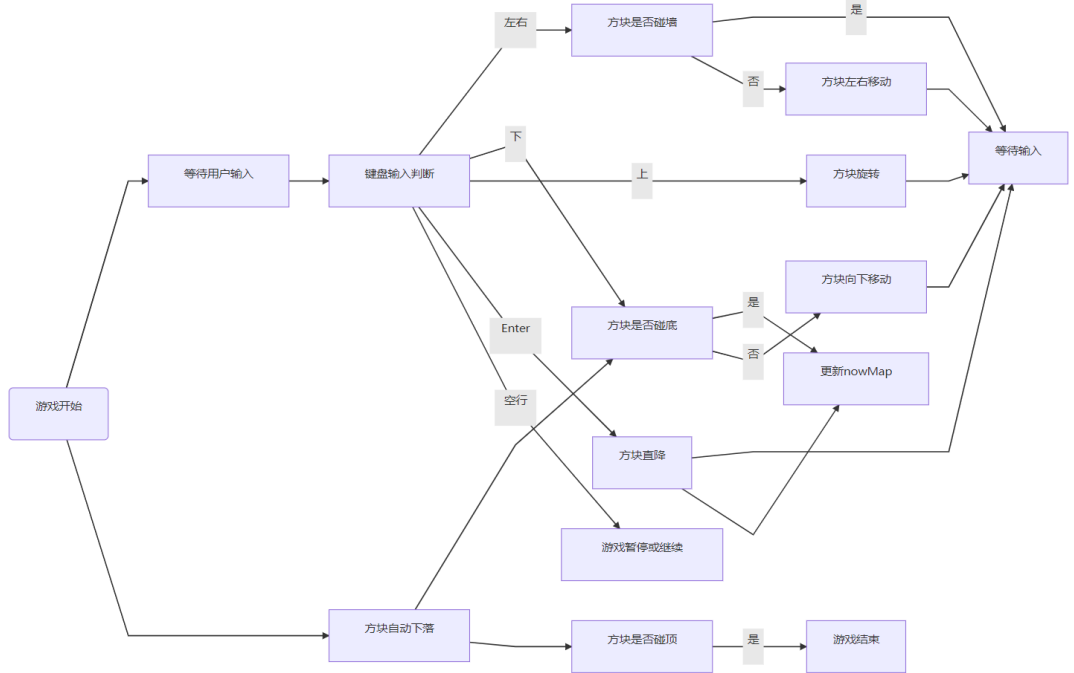 左右
方块是否碰墙
是
否
方块左右移动
下
等待输入
等待用户输入
键盘输入判断
上
方块旋转
方块向下移动
Enter
方块是否碰底
是
否
更新nowMap
游戏开始
空行
方块直降
游戏暂停或继续
方块自动下落
方块是否碰顶
是
游戏结束